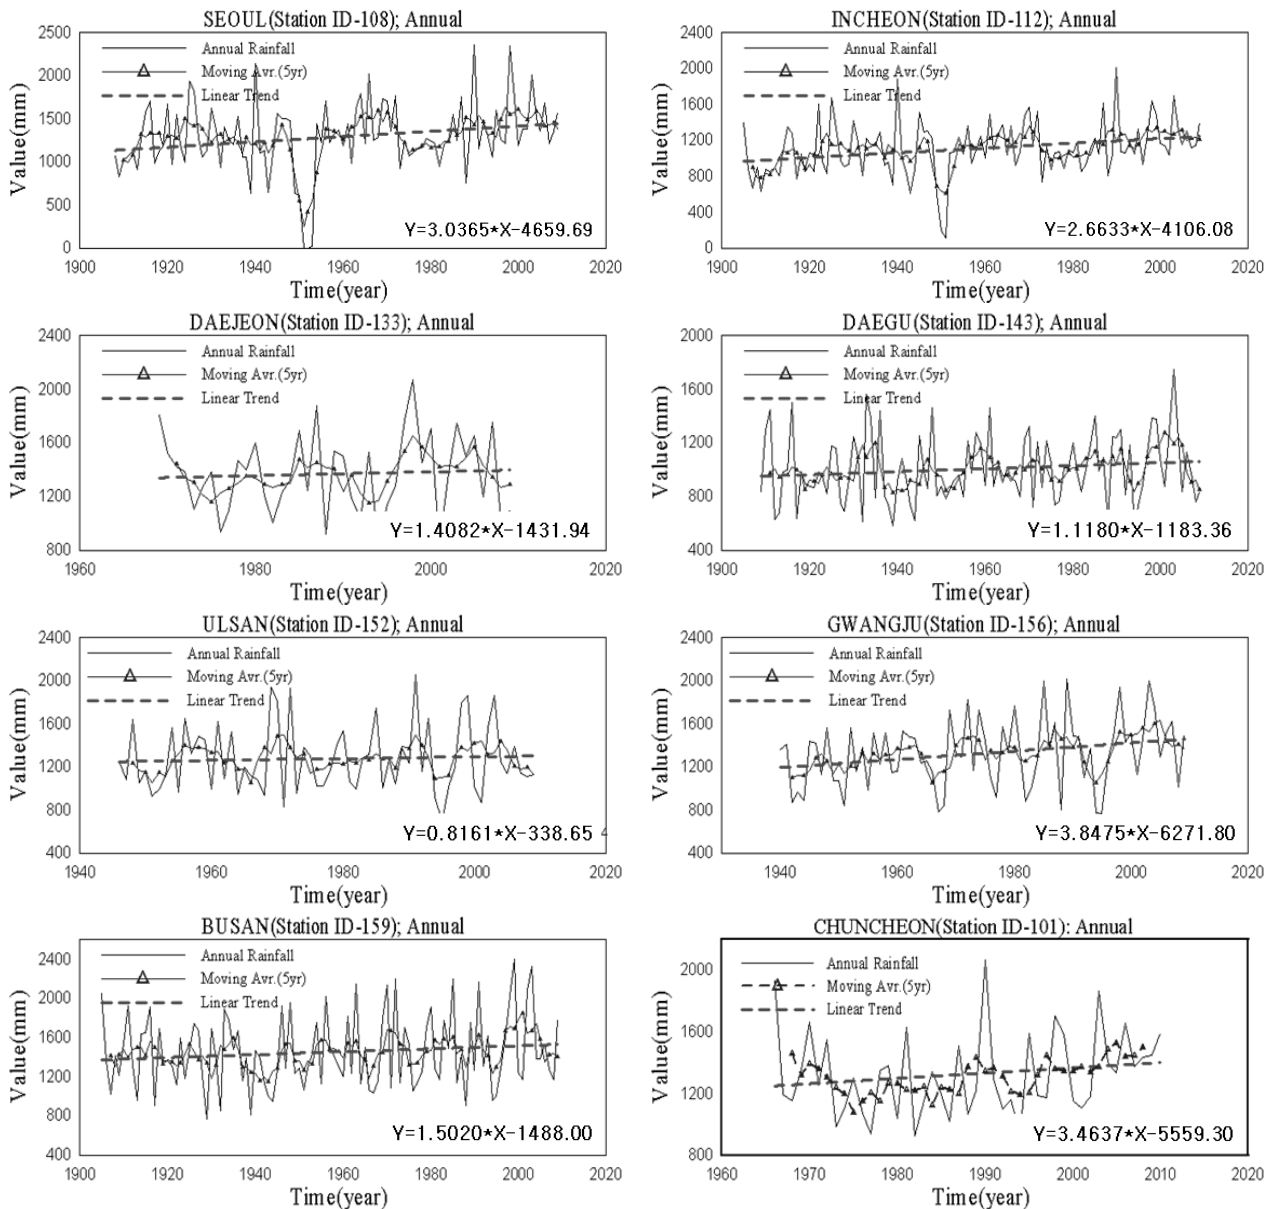 SEOUL(Station ID-108); Annual
Value(mm)
2500
2000
1500
1000
500
0
Annual Rainfall
Moving Avr.(5yr)
Linear Trend
Y=3.0365*X-4659.69
1900 1920 1940 1960 1980 2000 2020
Time(year)
INCHEON(Station ID-112); Annual
Value(mm)
2400
2000
1600
1200
800
400
0
Annual Rainfall
Moving Avr.(5yr)
Linear Trend
Y=2.6633*X-4106.08
1900 1920 1940 1960 1980 2000 2020
Time(year)
DAEJEON(Station ID-133); Annual
Value(mm)
2400
2000
1600
1200
800
Annual Rainfall
Moving Avr.(5yr)
Linear Trend
Y=1.4082*X-1431.94
1960 1980 2000 2020
Time(year)
DAEGU(Station ID-143); Annual
Value(mm)
2000
1600
1200
800
400
Annual Rainfall
Moving Avr.(5yr)
Linear Trend
Y=1.1180*X-1183.36
1900 1920 1940 1960 1980 2000 2020
Time(year)
ULSAN(Station ID-152); Annual
Value(mm)
2400
2000
1600
1200
800
400
Annual Rainfall
Moving Avr.(5yr)
Linear Trend
Y=0.8161*X-338.65
1940 1960 1980 2000 2020
Time(year)
GWANGJU(Station ID-156); Annual
Value(mm)
2400
2000
1600
1200
800
400
Annual Rainfall
Moving Avr.(5yr)
Linear Trend
Y=3.8475*X-6271.80
1940 1960 1980 2000 2020
Time(year)
BUSAN(Station ID-159); Annual
Value(mm)
2400
2000
1600
1200
800
400
Annual Rainfall
Moving Avr.(5yr)
Linear Trend
Y=1.5020*X-1488.00
1900 1920 1940 1960 1980 2000 2020
Time(year)
CHUNCHEON(Station ID-101): Annual
Value(mm)
2000
1600
1200
800
Annual Rainfall
Moving Avr.(5yr)
Linear Trend
Y=3.4637*X-5559.30
1960 1970 1980 1990 2000 2010 2020
Time(year)